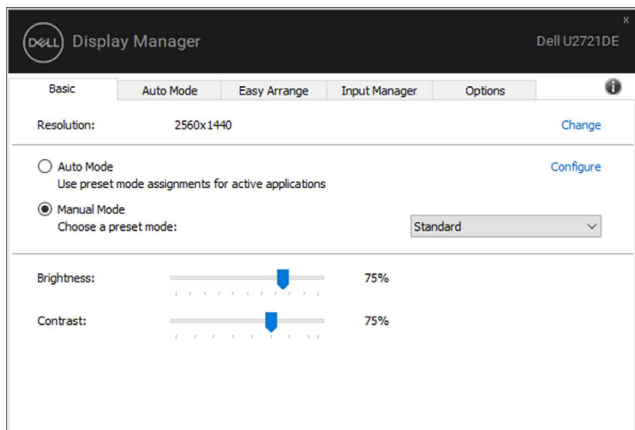 x
DELL Display Manager Dell U2721DE
Basic Auto Mode Easy Arrange Input Manager Options i
Resolution: 2560x1440 Change
Auto Mode Configure
Use preset mode assignments for active applications
Manual Mode
Choose a preset mode: Standard
Brightness: 75%
Contrast: 75%